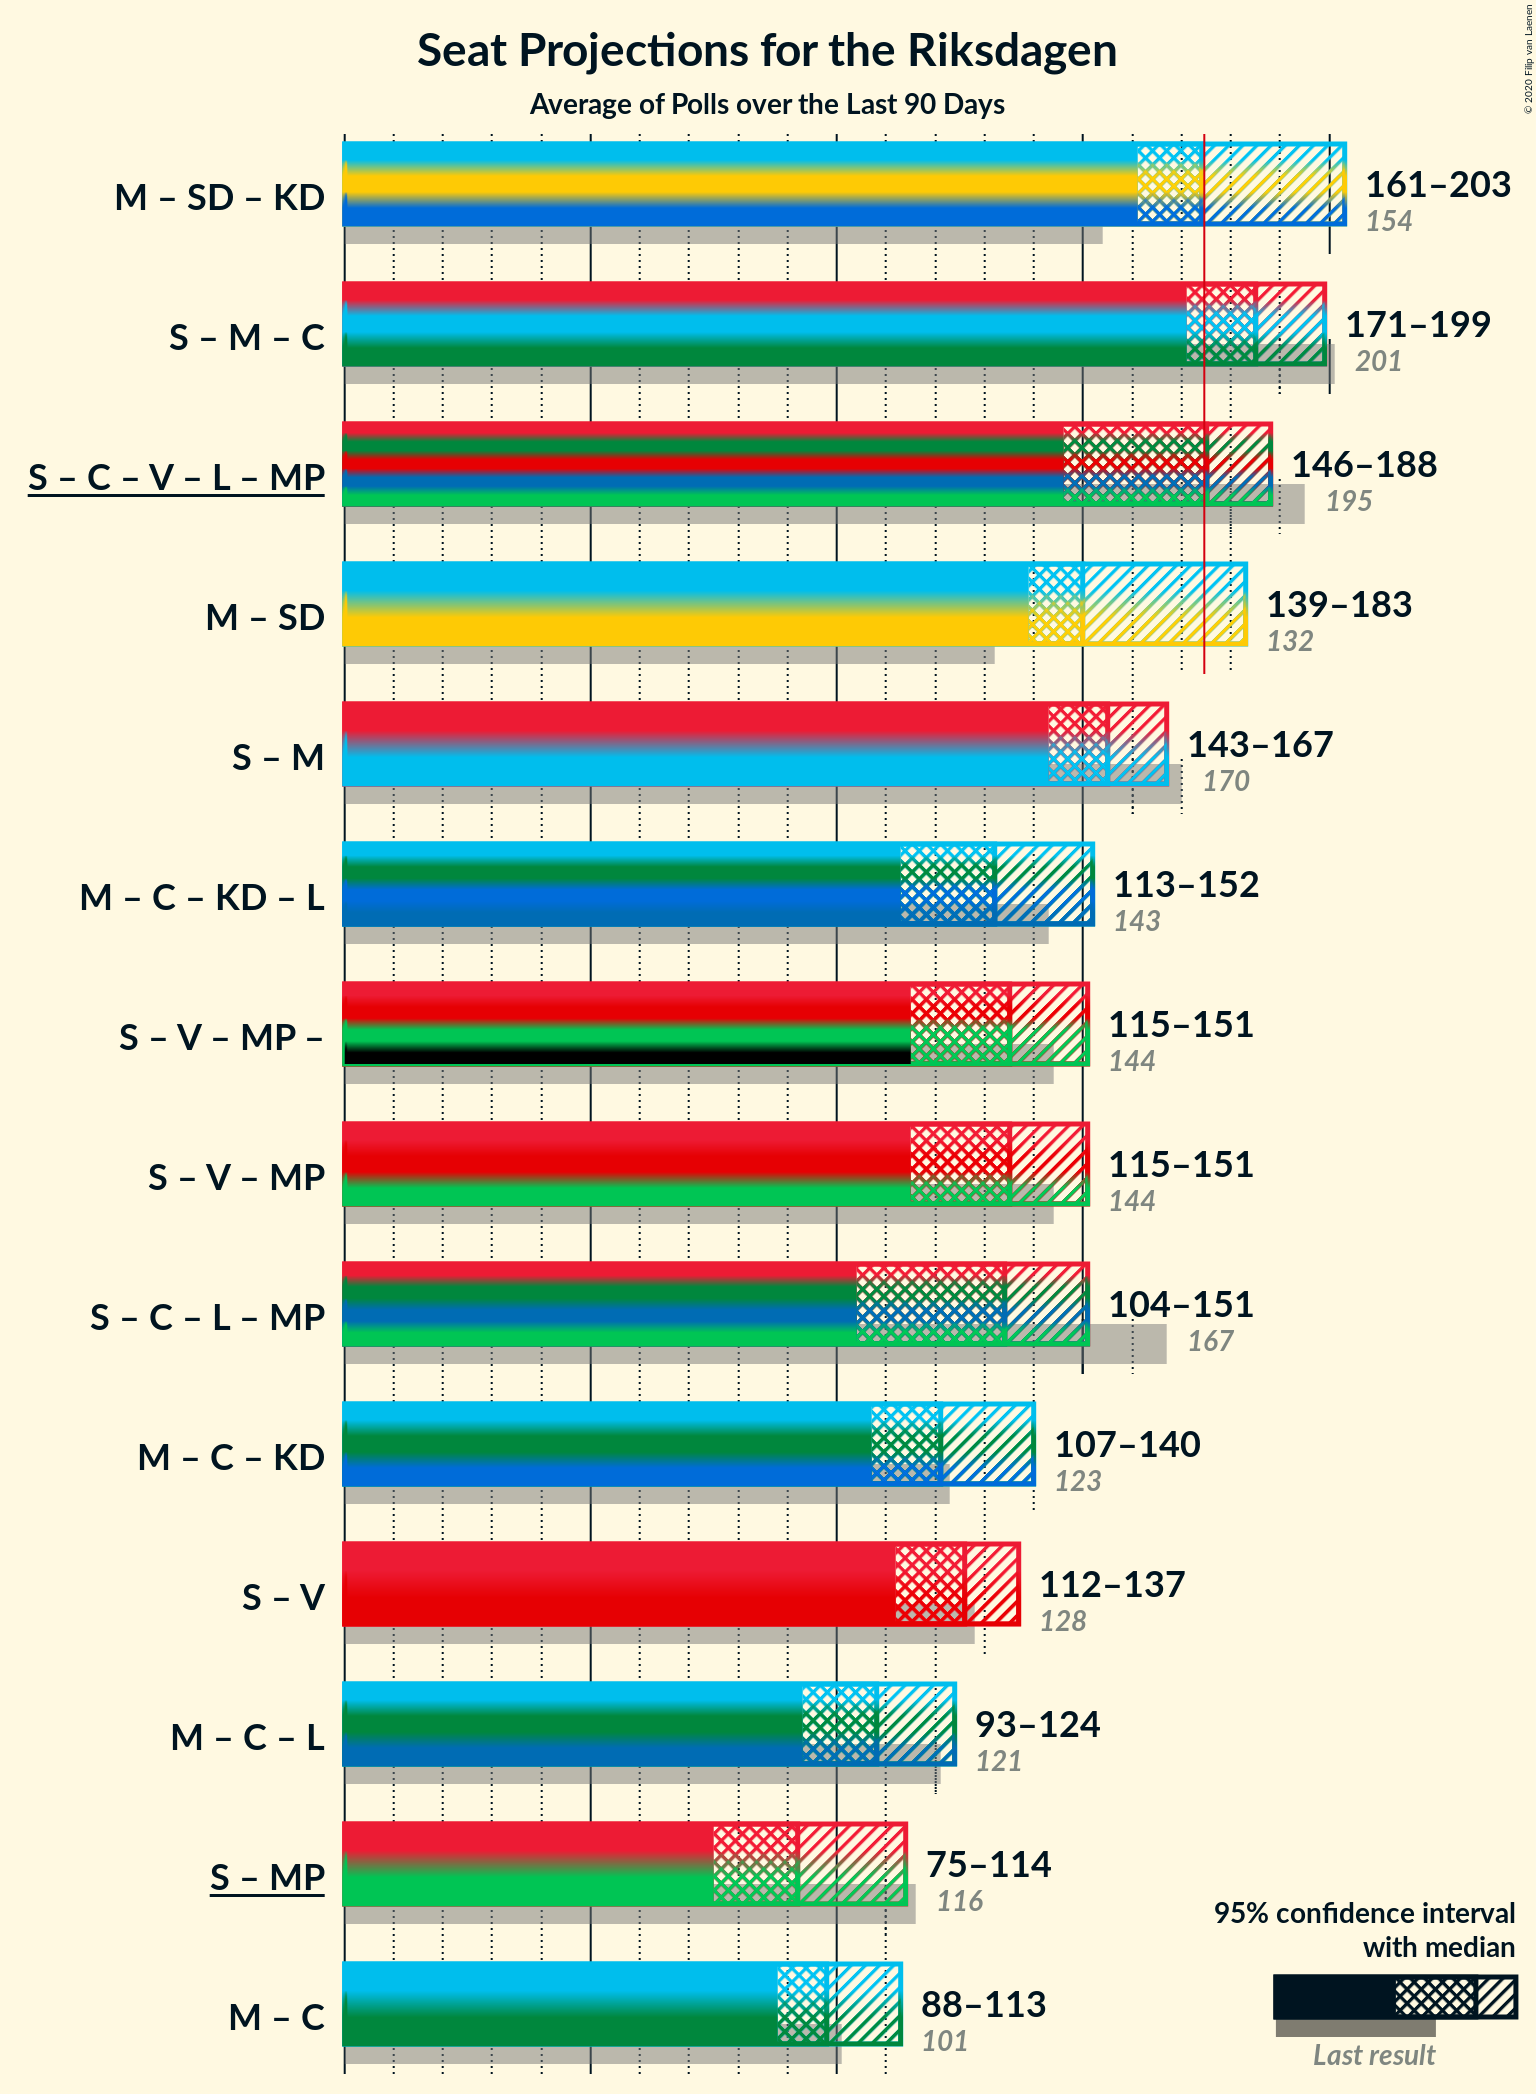 © 2020 Filip van Laenen
Seat Projections for the Riksdagen
Average of Polls over the Last 90 Days
M – SD – KD
161–203
154
S – M – C
171–199
201
S – C – V – L – MP
146–188
195
M – SD
139–183
132
S – M
143–167
170
M – C – KD – L
113–152
143
S – V – MP –
115–151
144
S – V – MP
115–151
144
S – C – L – MP
104–151
167
M – C – KD
107–140
123
S – V
112–137
128
M – C – L
93–124
121
S – MP
75–114
116
M – C
88–113
101
95% confidence interval
with median
Last result